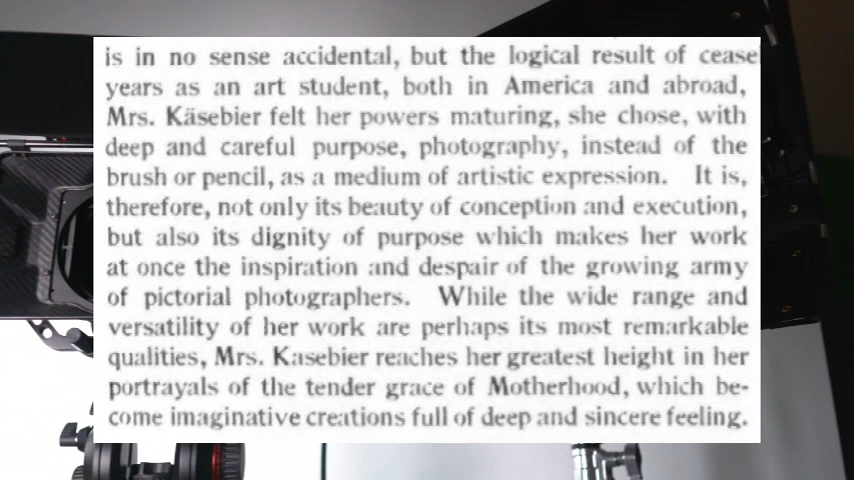 is in no sense accidental, but the logical result of cease
years as an art student, both in America and abroad,
Mrs. Käsebier felt her powers maturing, she chose, with
deep and careful purpose, photography, instead of the
brush or pencil, as a medium of artistic expression. It is,
therefore, not only its beauty of conception and execution,
but also its dignity of purpose which makes her work
at once the inspiration and despair of the growing army
of pictorial photographers. While the wide range and
versatility of her work are perhaps its most remarkable
qualities, Mrs. Kasebier reaches her greatest height in her
portrayals of the tender grace of Motherhood, which be-
come imaginative creations full of deep and sincere feeling.